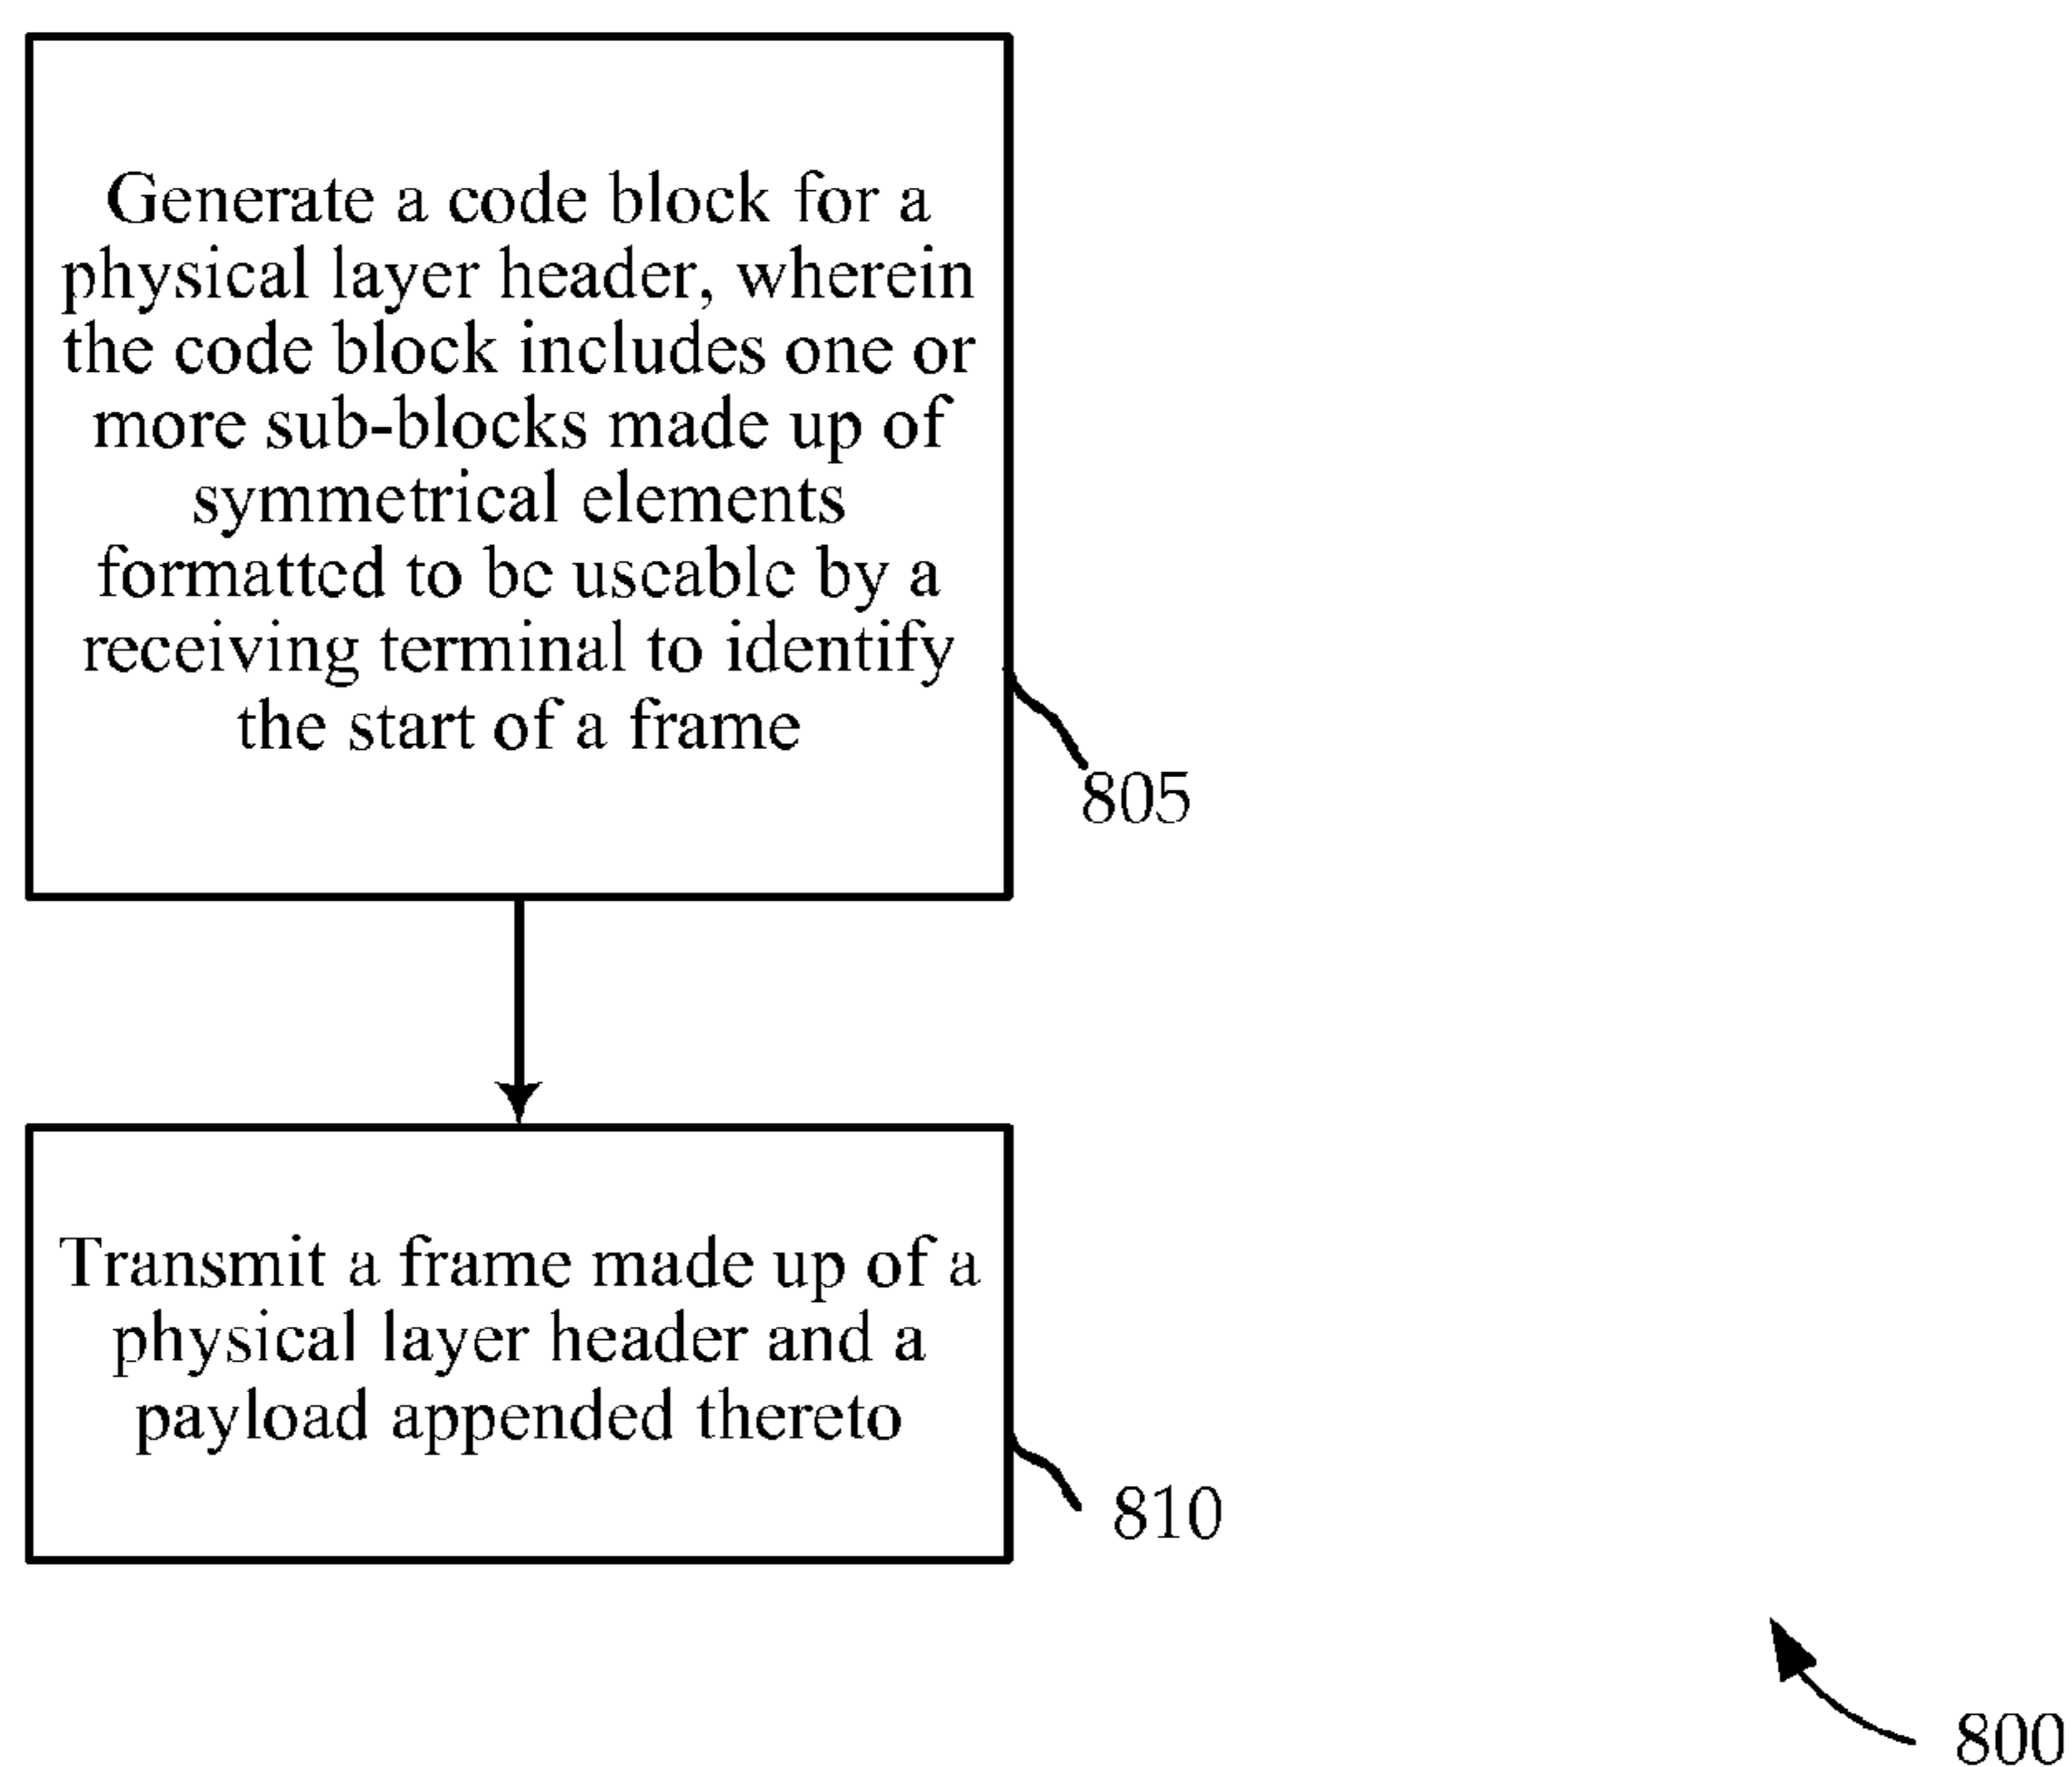 Generate a code block for a
physical layer header, wherein
the code block includes one or
more sub-blocks made up of
symmetrical elements
formatted to be useable by a
receiving terminal to identify
the start of a frame
805
Transmit a frame made up of a
physical layer header and a
payload appended thereto
810
800